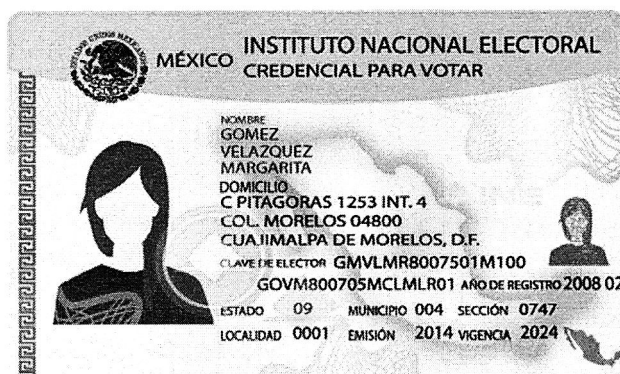 MÉXICO
INSTITUTO NACIONAL ELECTORAL
CREDENCIAL PARA VOTAR
NOMBRE
GOMEZ
VELAZQUEZ
MARGARITA
DOMICILIO
C PITAGORAS 1253 INT. 4
COL. MORELOS 04800
CUAJIMALPA DE MORELOS, D.F.
CLAVE DE ELECTOR GMVLMR8007501M100
GOVM800705MCLMLR01 AÑO DE REGISTRO 2008 02
ESTADO 09 MUNICIPIO 004 SECCIÓN 0747
LOCALIDAD 0001 EMISIÓN 2014 VIGENCIA 2024